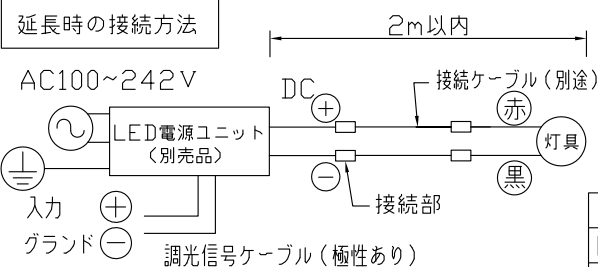 延長時の接続方法
2m以内
AC100~242V
DC
接続ケーブル(別途)
+
赤
LED電源ユニット
(別売品)
灯具
−
黒
入力
+
接続部
グランド
−
調光信号ケーブル(極性あり)